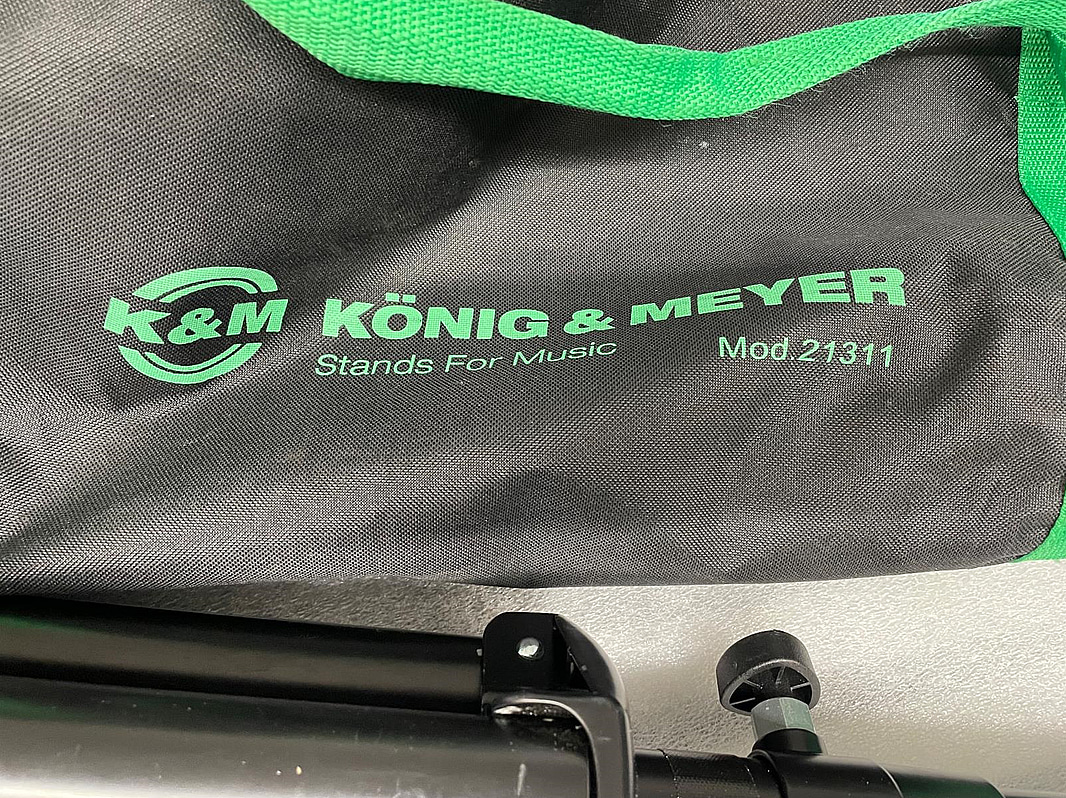 K&M KÖNIG & MEYER
Stands For Music
Mod 21311